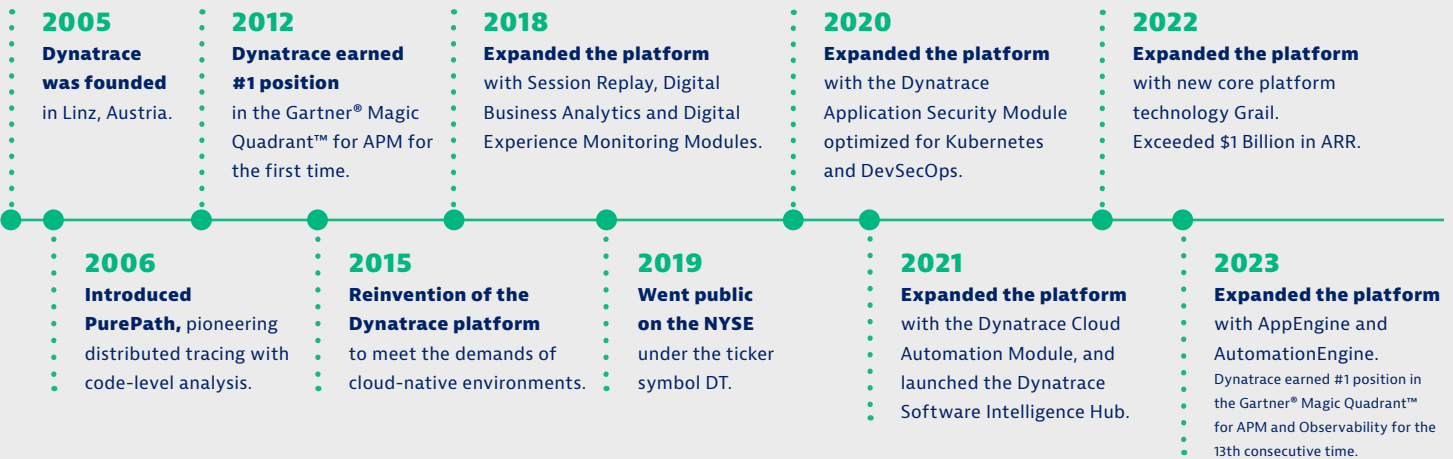 2005
Dynatrace
was founded
in Linz, Austria.
2012
Dynatrace earned
#1 position
in the Gartner® Magic
Quadrant™ for APM for
the first time.
2018
Expanded the platform
with Session Replay, Digital
Business Analytics and Digital
Experience Monitoring Modules.
2020
Expanded the platform
with the Dynatrace
Application Security Module
optimized for Kubernetes
and DevSecOps.
2022
Expanded the platform
with new core platform
technology Grail.
Exceeded $1 Billion in ARR.
2006
Introduced
PurePath, pioneering
distributed tracing with
code-level analysis.
2015
Reinvention of the
Dynatrace platform
to meet the demands of
cloud-native environments.
2019
Went public
on the NYSE
under the ticker
symbol DT.
2021
Expanded the platform
with the Dynatrace Cloud
Automation Module, and
launched the Dynatrace
Software Intelligence Hub.
2023
Expanded the platform
with AppEngine and
AutomationEngine.
Dynatrace earned #1 position in
the Gartner® Magic Quadrant™
for APM and Observability for the
13th consecutive time.